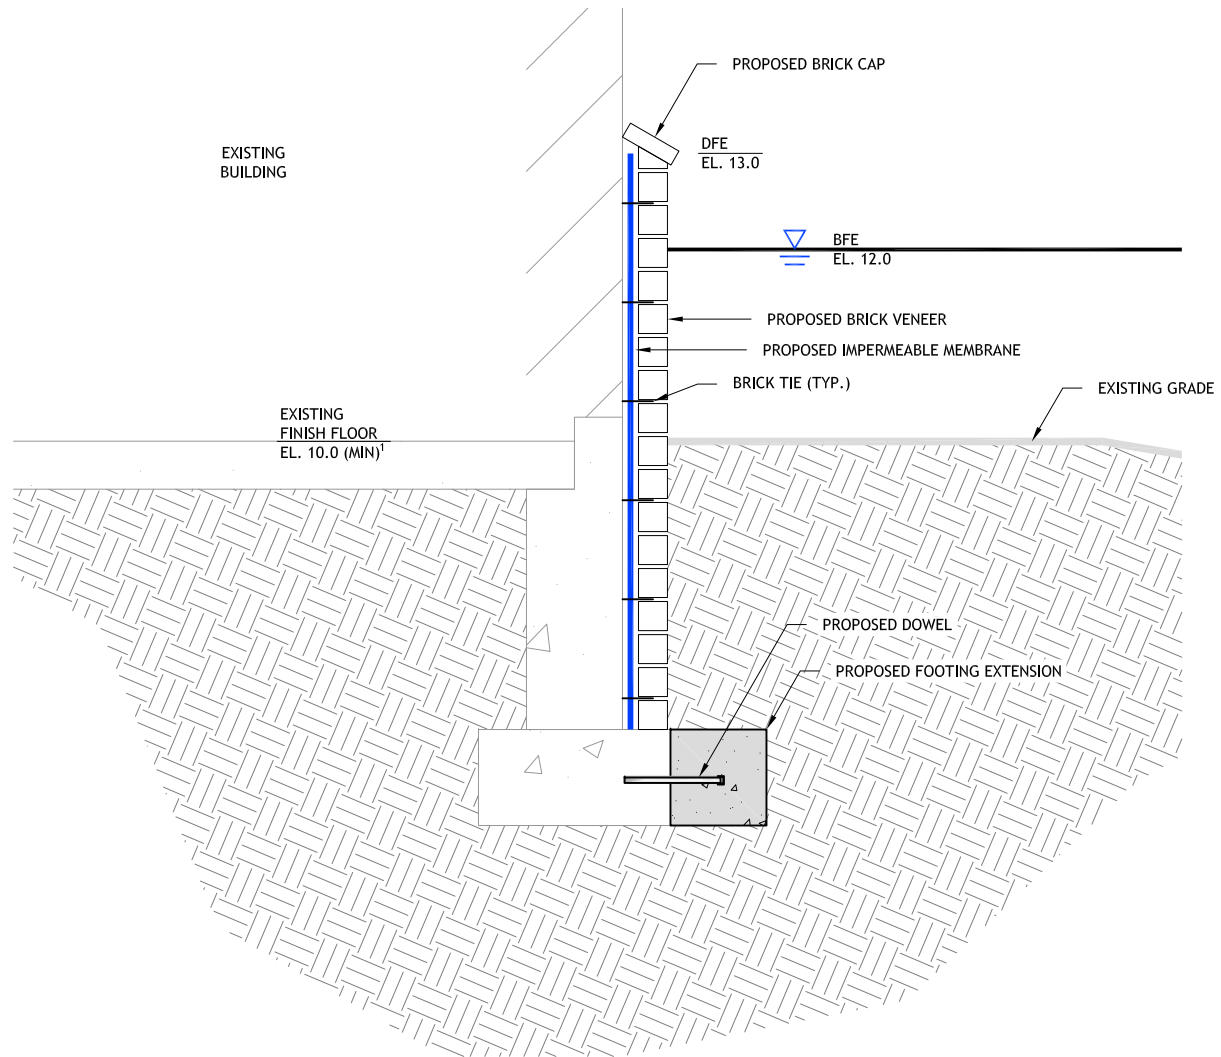 PROPOSED BRICK CAP
EXISTING
BUILDING
DFE
EL. 13.0
BFE
EL. 12.0
PROPOSED BRICK VENEER
PROPOSED IMPERMEABLE MEMBRANE
BRICK TIE (TYP.)
EXISTING GRADE
EXISTING
FINISH FLOOR
EL. 10.0 (MIN)¹
PROPOSED DOWEL
PROPOSED FOOTING EXTENSION